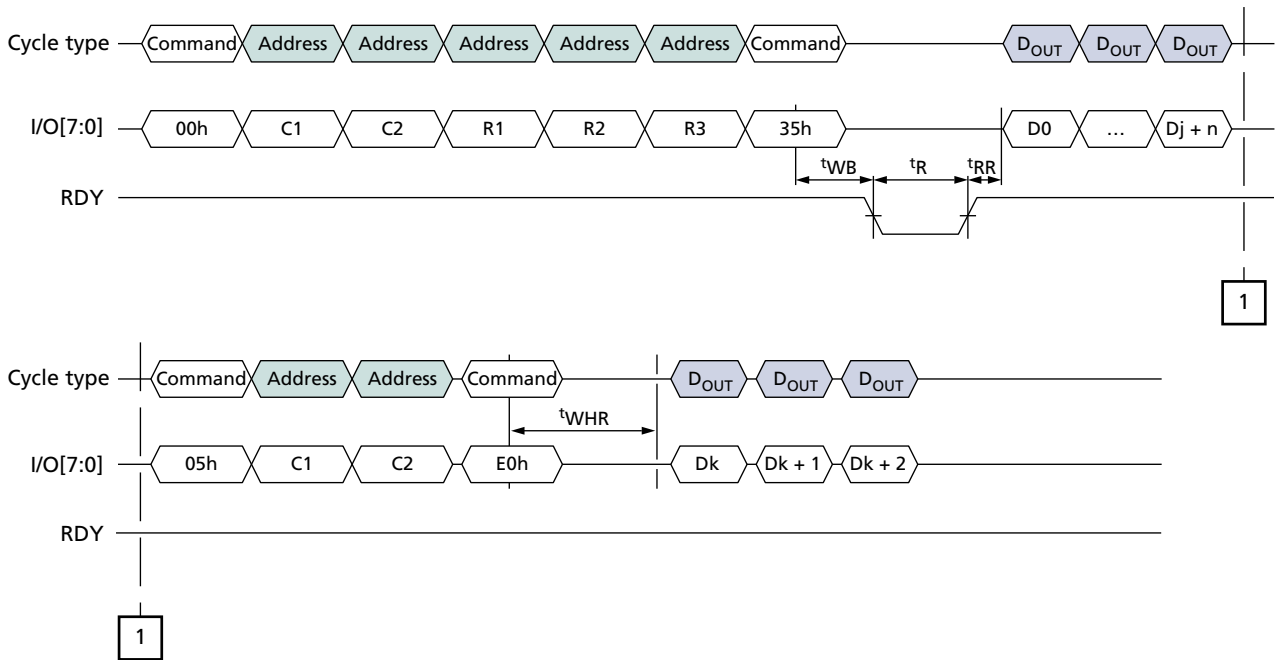 Cycle type Command Address Address Address Address Address Command DOUT DOUT DOUT
I/O[7:0] 00h C1 C2 R1 R2 R3 35h D0 … Dj + n
tWB tR tRR
RDY
1
Cycle type Command Address Address Command DOUT DOUT DOUT
tWHR
I/O[7:0] 05h C1 C2 E0h Dk Dk + 1 Dk + 2
RDY
1